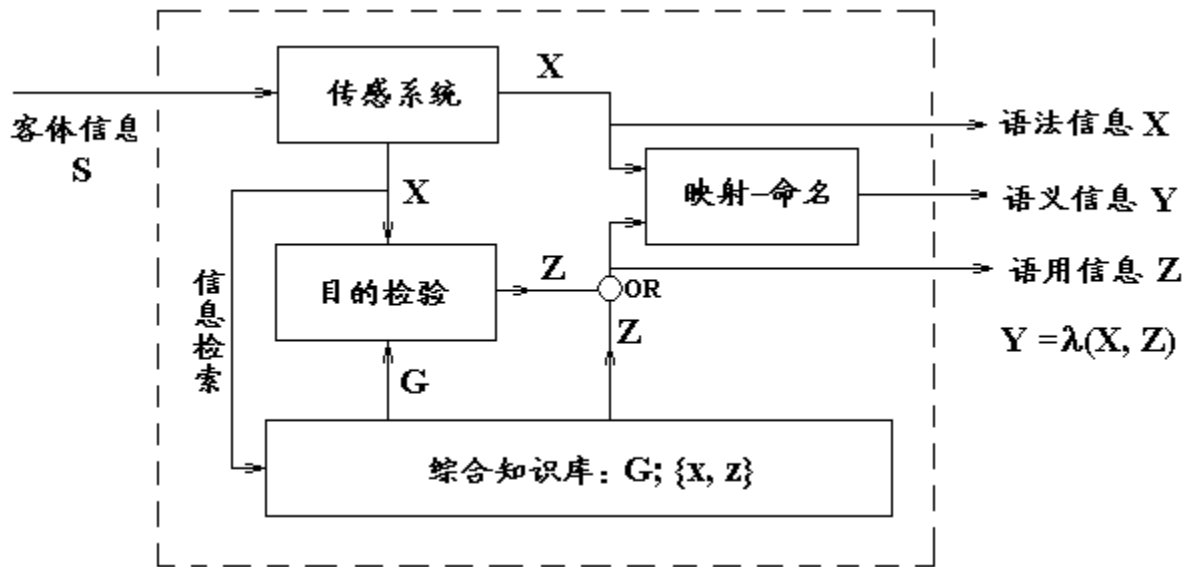 传感系统
X
客体信息
S
语法信息 X
X
映射-命名
语义信息 Y
信息检索
目的检验
Z
OR
语用信息 Z
Z
Y =λ(X, Z)
G
综合知识库：G; {x, z}